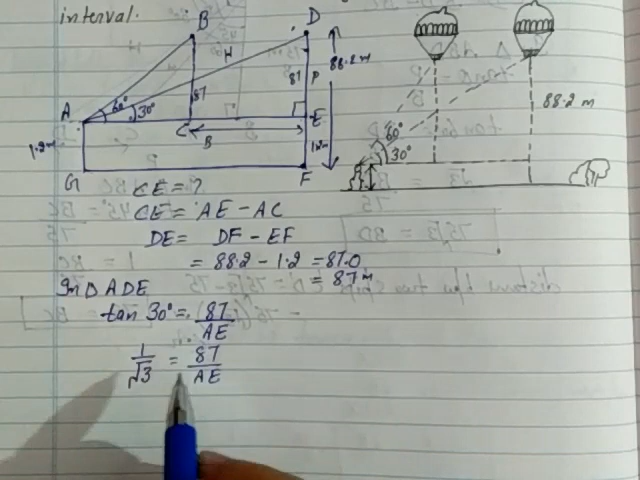 interval.
B
D
H
H
88.2 m
87
P
87
A
60°
30°
C
E
B
1.2m
1.2m
P
G
F
60°
30°
88.2 m
CE = ?
CE = AE - AC
DE = DF - EF
= 88.2 - 1.2 = 87.0
= 87 m
In Δ ADE
tan 30° = 87/AE
1/√3 = 87/AE